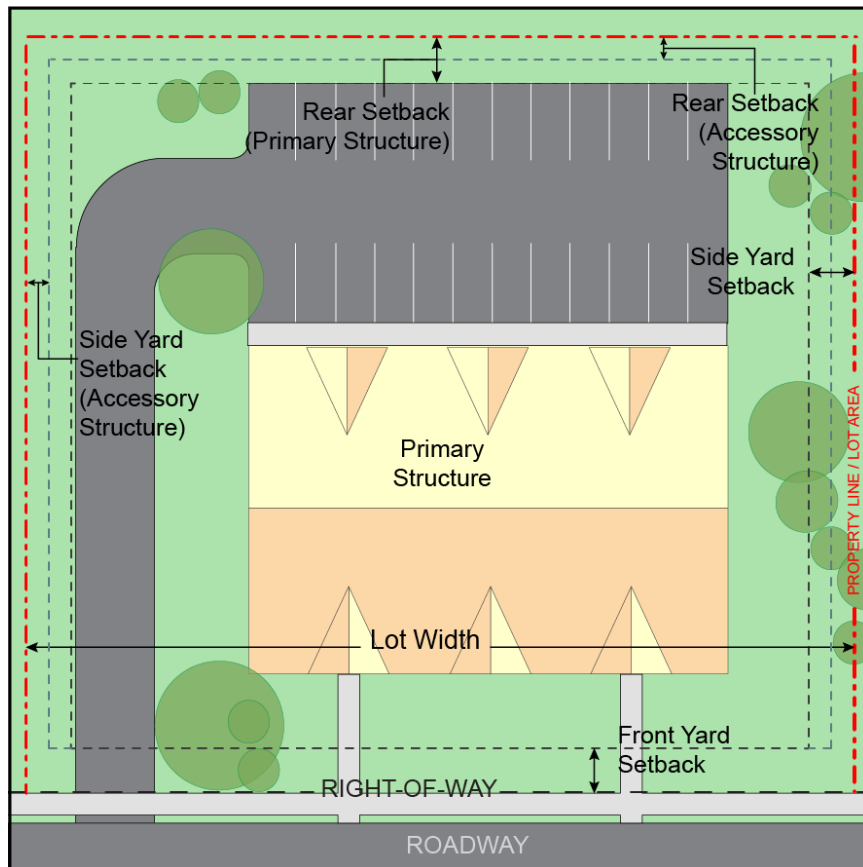 Rear Setback
(Primary Structure)
Rear Setback
(Accessory
Structure)
Side Yard
Setback
Side Yard
Setback
(Accessory
Structure)
Primary
Structure
PROPERTY LINE / LOT AREA
Lot Width
Front Yard
Setback
RIGHT-OF-WAY
ROADWAY